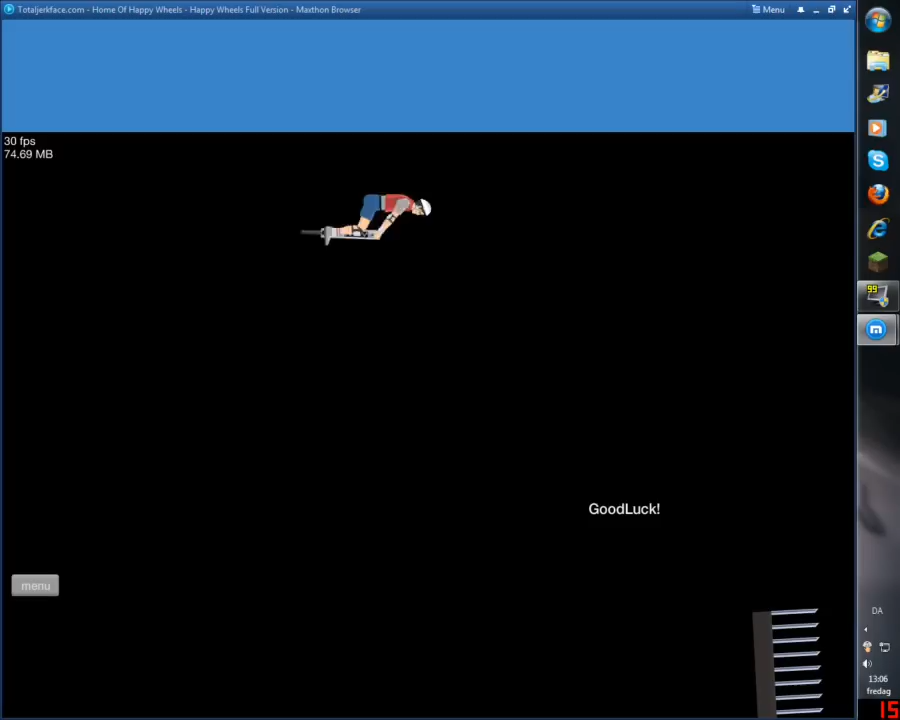 Totaljerkface.com - Home Of Happy Wheels - Happy Wheels Full Version - Maxthon Browser
Menu
30 fps
74.69 MB
99
GoodLuck!
menu
DA
13:06
fredag
15